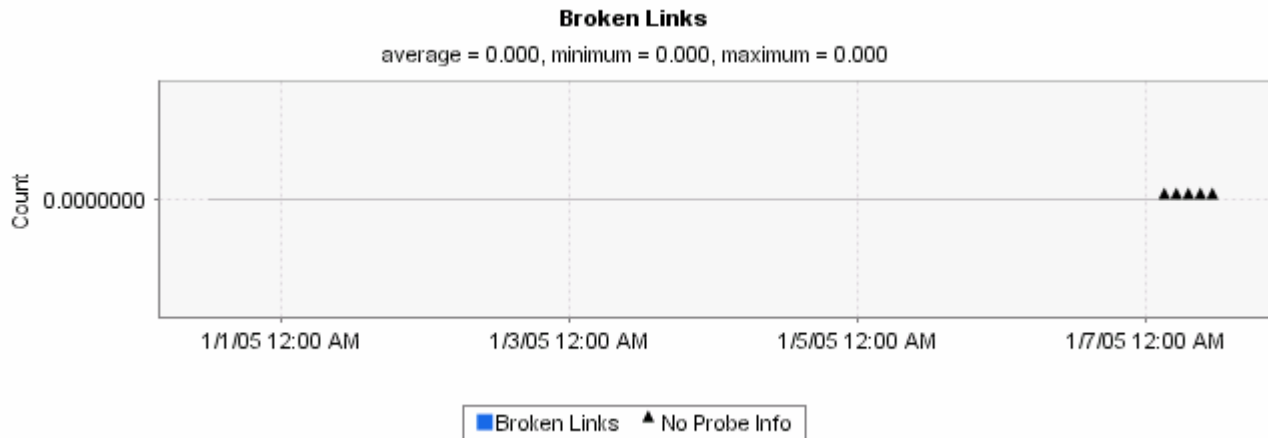 Broken Links
average = 0.000, minimum = 0.000, maximum = 0.000
Count
0.0000000
1/1/05 12:00 AM 1/3/05 12:00 AM 1/5/05 12:00 AM 1/7/05 12:00 AM
Broken Links No Probe Info